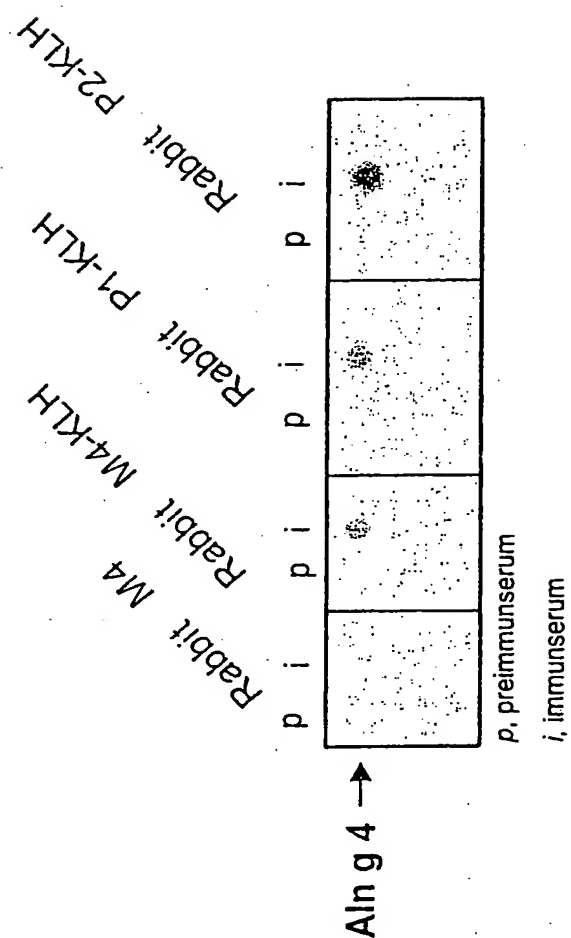 Rabbit M4
Rabbit M4-KLH
Rabbit P1-KLH
Rabbit P2-KLH
p i p i p i p i
Aln g 4
p, preimmunserum
i, immunserum